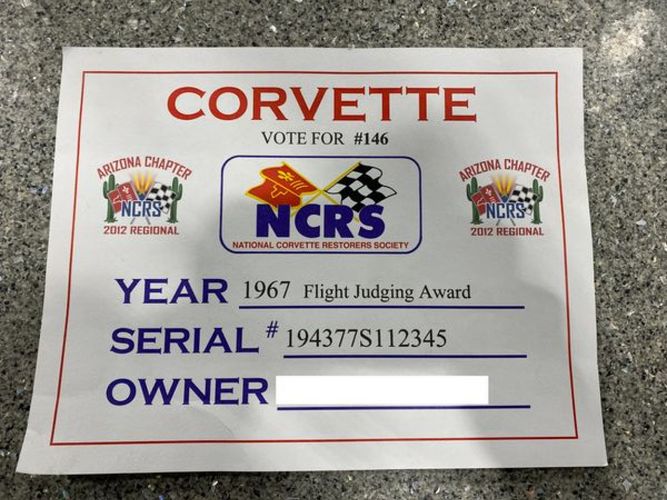 CORVETTE
VOTE FOR #146
ARIZONA CHAPTER
NCRS
2012 REGIONAL
NCRS
NATIONAL CORVETTE RESTORERS SOCIETY
ARIZONA CHAPTER
NCRS
2012 REGIONAL
YEAR 1967 Flight Judging Award
SERIAL # 194377S112345
OWNER